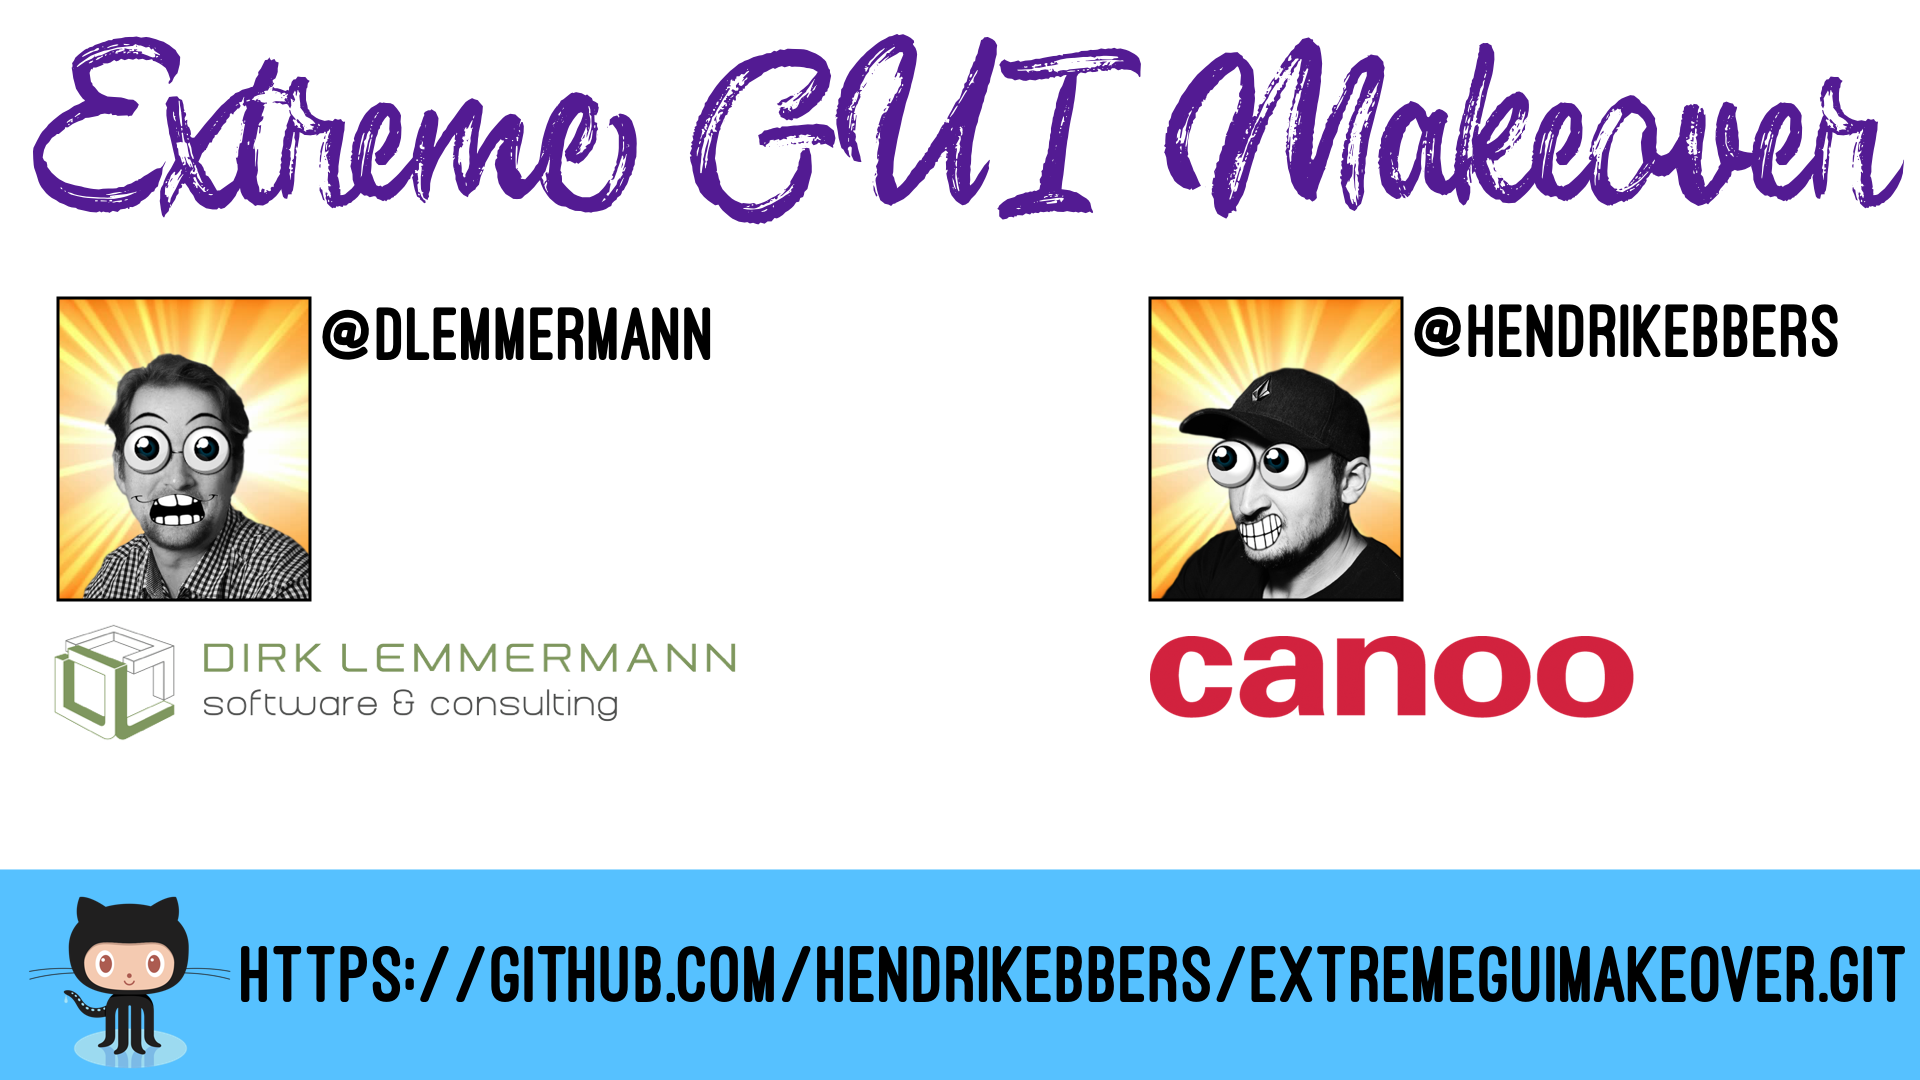 Extreme GUI Makeover
@DLEMMERMANN
@HENDRIKEBBERS
DIRK LEMMERMANN
software & consulting
canoo
HTTPS://GITHUB.COM/HENDRIKEBBERS/EXTREMEGUIMAKEOVER.GIT